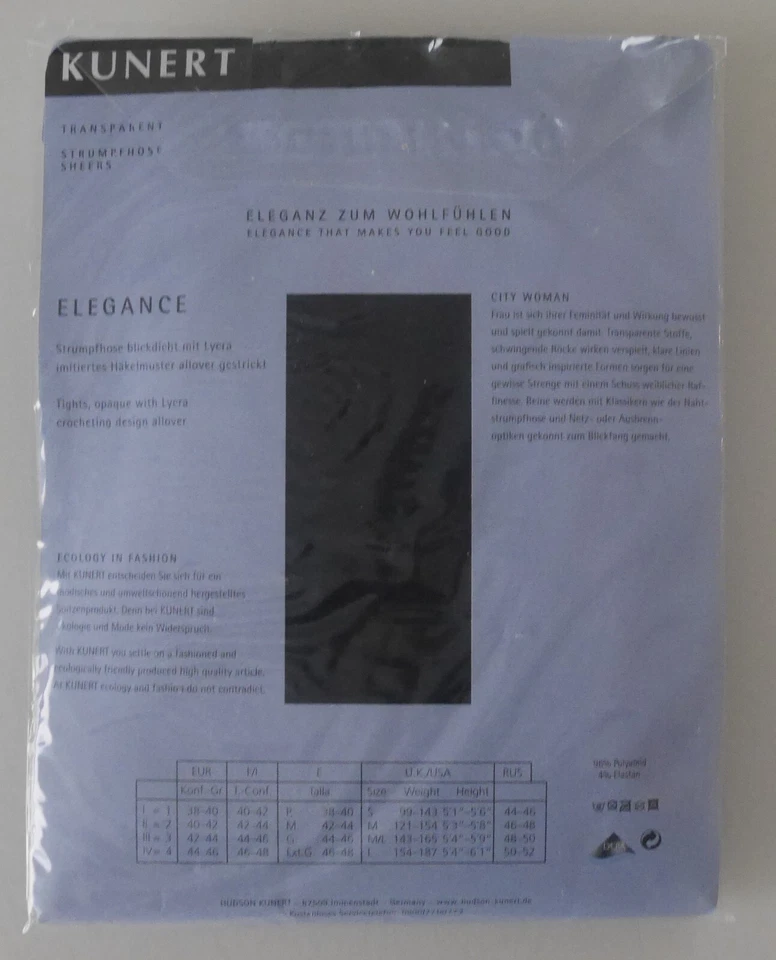 KUNERT
TRANSPARENT
STRUMPFHOSE
SHEERS
ELEGANZ ZUM WOHLFÜHLEN
ELEGANCE THAT MAKES YOU FEEL GOOD
ELEGANCE
Strumpfhose blickdicht mit Lycra
imitiertes Häkelmuster allover gestrickt
Tights, opaque with Lycra
crocheting design allover
CITY WOMAN
Frau ist sich ihrer Feminität und Wirkung bewusst
und spielt gekonnt damit. Transparente Stoffe,
schwingende Röcke wirken verspielt, klare Linien
und grafisch inspirierte Formen sorgen für eine
gewisse Strenge mit einem Schuss weiblicher Raf-
finesse. Beine werden mit Klassikern wie der Naht-
strumpfhose und Netz- oder Ausbrenn-
optiken gekonnt zum Blickfang gemacht.
ECOLOGY IN FASHION
Mit KUNERT entscheiden Sie sich für ein
modisches und umweltschonend hergestelltes
Spitzenprodukt. Denn bei KUNERT sind
Ökologie und Mode kein Widerspruch.
With KUNERT you settle on a fashioned and
ecologically friendly produced high quality article.
At KUNERT ecology and fashion do not contradict.
EUR F/I E U.K./USA RUS
Konf.-Gr. T. Conf. Talla Size Weight Height
I = 1 38-40 40-42 P 38-40 S 99-143 5'1"-5'6" 44-46
II = 2 40-42 42-44 M 42-44 M 121-154 5'3"-5'8" 46-48
III = 3 42-44 44-46 G 44-46 M/L 143-165 5'4"-5'9" 48-50
IV = 4 44-46 46-48 Ext.G 46-48 L 154-187 5'4"-6'1" 50-52
Polyamid
Elastan
HUDSON KUNERT - 87509 Immenstadt - Germany - www.hudson-kunert.de